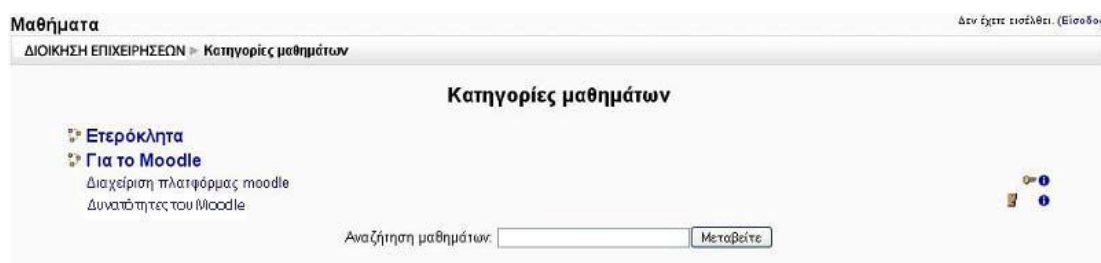 Μαθήματα
Δεν έχετε εισέλθει. (Είσοδος
ΔΙΟΙΚΗΣΗ ΕΠΙΧΕΙΡΗΣΕΩΝ ► Κατηγορίες μαθημάτων
Κατηγορίες μαθημάτων
Ετερόκλητα
Για το Moodle
Διαχείριση πλατφόρμας moodle
Δυνατότητες του Moodle
Αναζήτηση μαθημάτων: Μεταβείτε